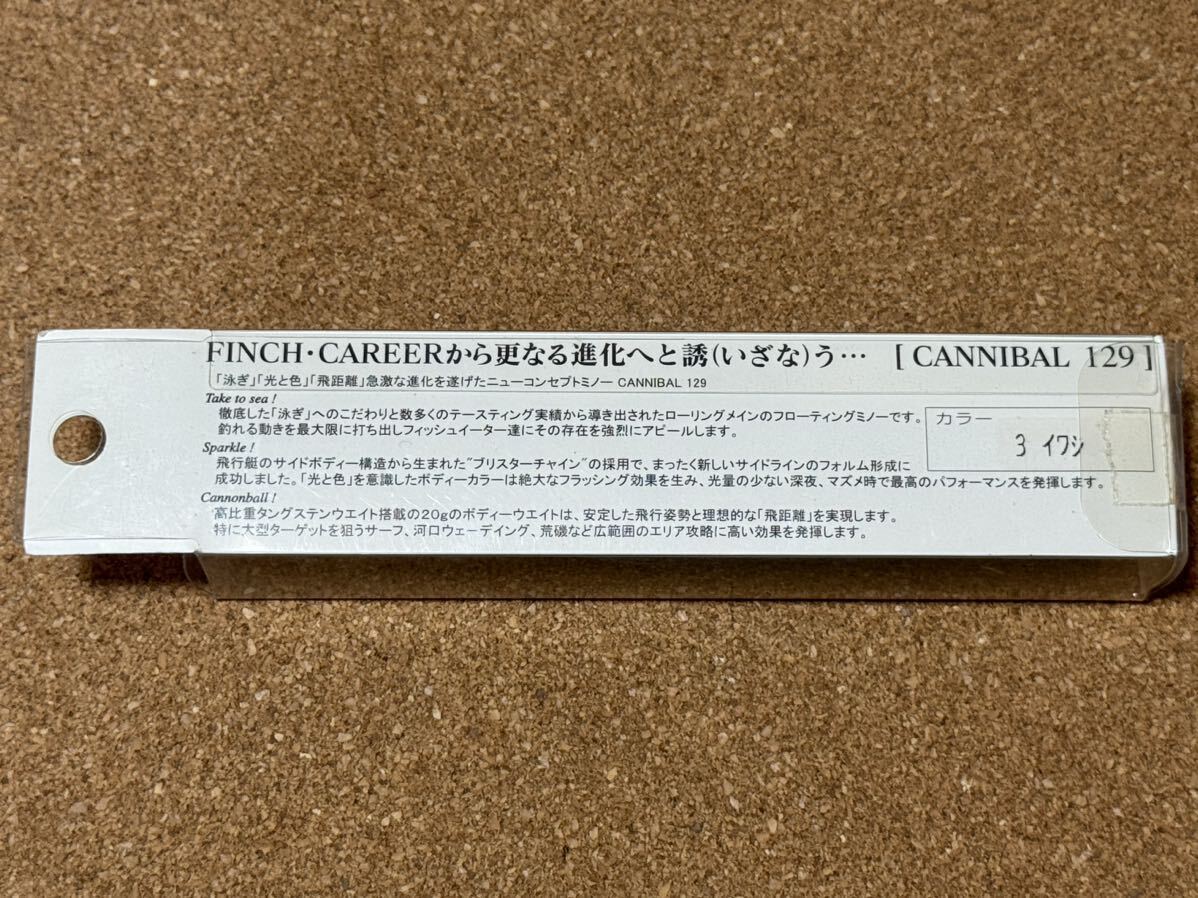 FINCH・CAREERから更なる進化へと誘(いざな)う… [ CANNIBAL 129 ]
「泳ぎ」「光と色」「飛距離」急激な進化を遂げたニューコンセプトミノー CANNIBAL 129
Take to sea !
徹底した「泳ぎ」へのこだわりと数多くのテースティング実績から導き出されたローリングメインのフローティングミノーです。
釣れる動きを最大限に打ち出しフィッシュイーター達にその存在を強烈にアピールします。
カラー
3 イワシ
Sparkle !
飛行艇のサイドボディー構造から生まれた"ブリスターチャイン"の採用で、まったく新しいサイドラインのフォルム形成に
成功しました。「光と色」を意識したボディーカラーは絶大なフラッシング効果を生み、光量の少ない深夜、マズメ時で最高のパフォーマンスを発揮します。
Cannonball !
高比重タングステンウエイト搭載の20gのボディーウエイトは、安定した飛行姿勢と理想的な「飛距離」を実現します。
特に大型ターゲットを狙うサーフ、河口ウェーデイング、荒磯など広範囲のエリア攻略に高い効果を発揮します。